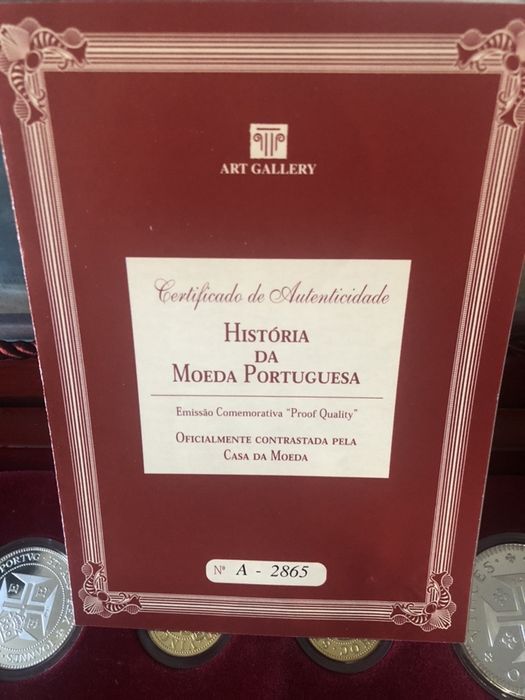 ART GALLERY
Certificado de Autenticidade
HISTÓRIA
DA
MOEDA PORTUGUESA
Emissão Comemorativa "Proof Quality"
OFICIALMENTE CONTRASTADA PELA
CASA DA MOEDA
Nº A - 2865
PORTVG